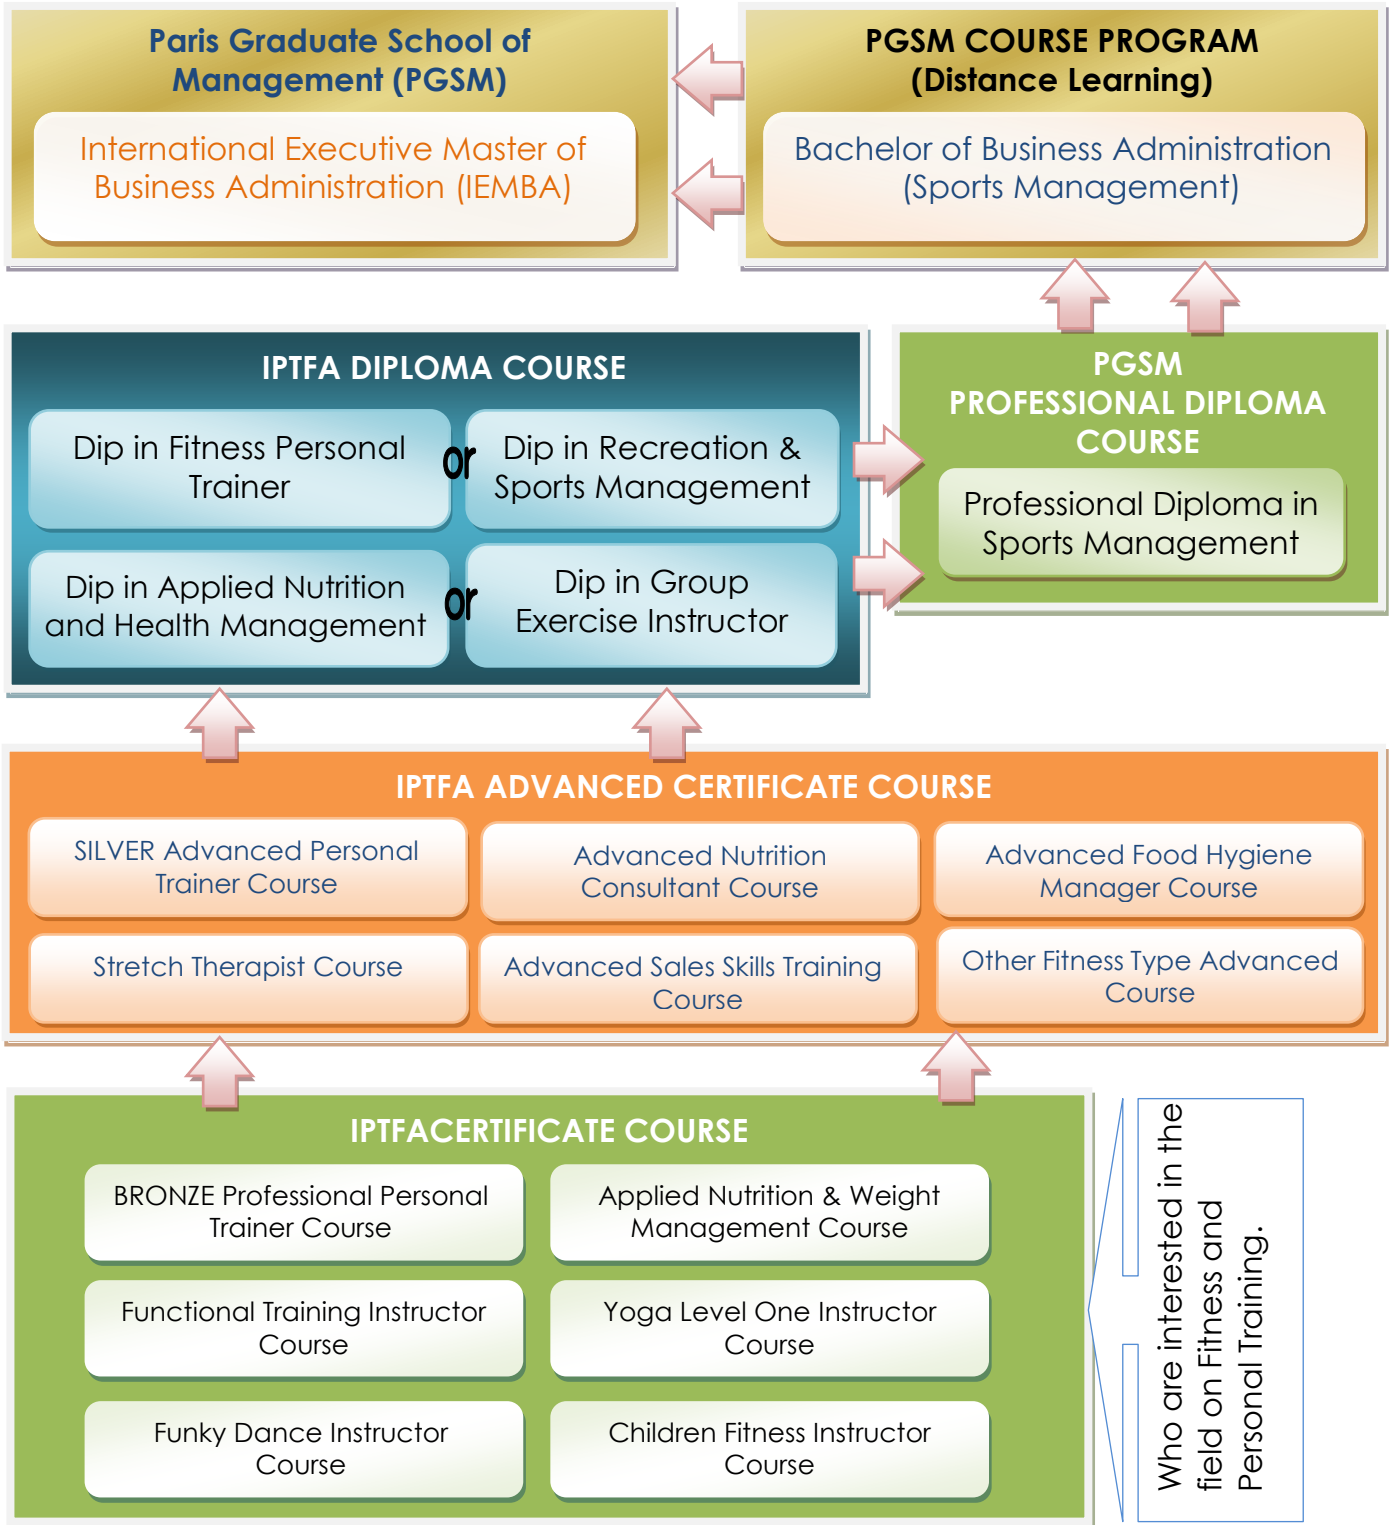 Paris Graduate School of
Management (PGSM)
International Executive Master of
Business Administration (IEMBA)
PGSM COURSE PROGRAM
(Distance Learning)
Bachelor of Business Administration
(Sports Management)
IPTFA DIPLOMA COURSE
Dip in Fitness Personal
Trainer
or
Dip in Recreation &
Sports Management
Dip in Applied Nutrition
and Health Management
or
Dip in Group
Exercise Instructor
PGSM
PROFESSIONAL DIPLOMA
COURSE
Professional Diploma in
Sports Management
IPTFA ADVANCED CERTIFICATE COURSE
SILVER Advanced Personal
Trainer Course
Advanced Nutrition
Consultant Course
Advanced Food Hygiene
Manager Course
Stretch Therapist Course
Advanced Sales Skills Training
Course
Other Fitness Type Advanced
Course
IPTFACERTIFICATE COURSE
BRONZE Professional Personal
Trainer Course
Applied Nutrition & Weight
Management Course
Functional Training Instructor
Course
Yoga Level One Instructor
Course
Funky Dance Instructor
Course
Children Fitness Instructor
Course
Who are interested in the
field on Fitness and
Personal Training.